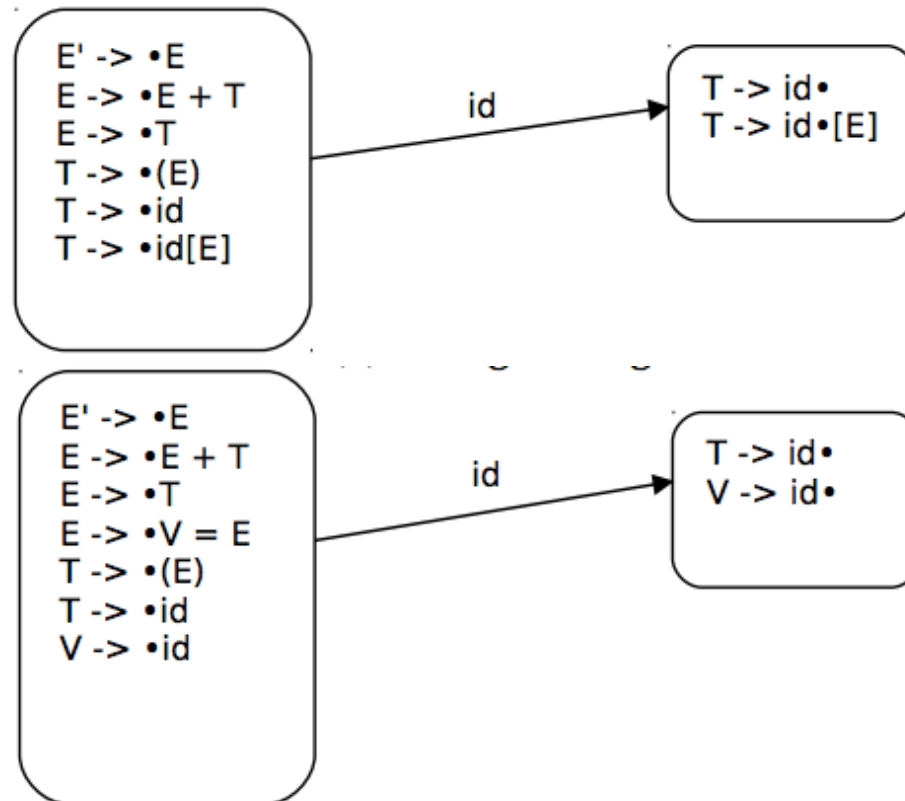 E' -> •E
E -> •E + T
E -> •T
T -> •(E)
T -> •id
T -> •id[E]
id
T -> id•
T -> id•[E]
E' -> •E
E -> •E + T
E -> •T
E -> •V = E
T -> •(E)
T -> •id
V -> •id
id
T -> id•
V -> id•